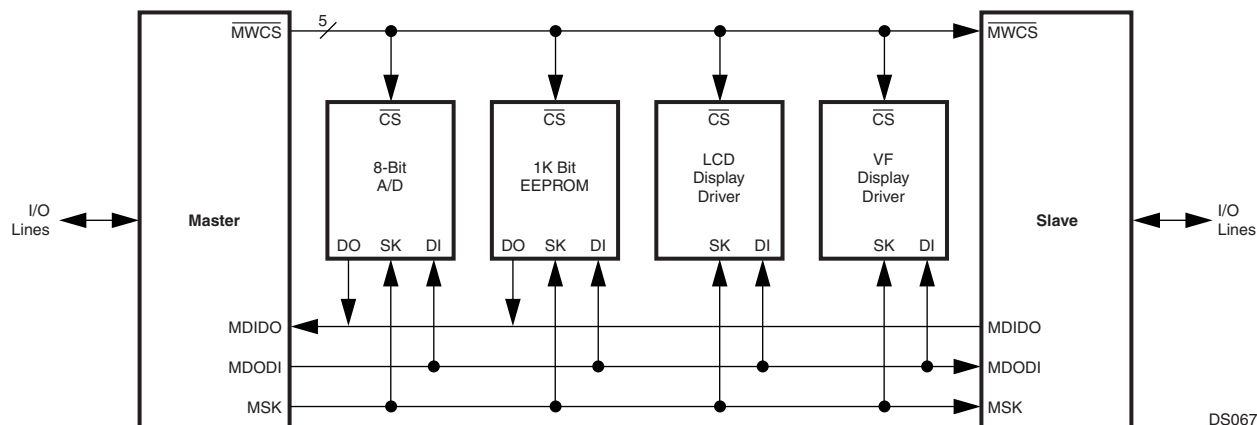 MWCS
5
MWCS
CS
CS
CS
CS
8-Bit
A/D
1K Bit
EEPROM
LCD
Display
Driver
VF
Display
Driver
I/O
Lines
Master
Slave
I/O
Lines
DO SK DI
DO SK DI
SK DI
SK DI
MDIDO
MDIDO
MDODI
MDODI
MSK
MSK
DS067